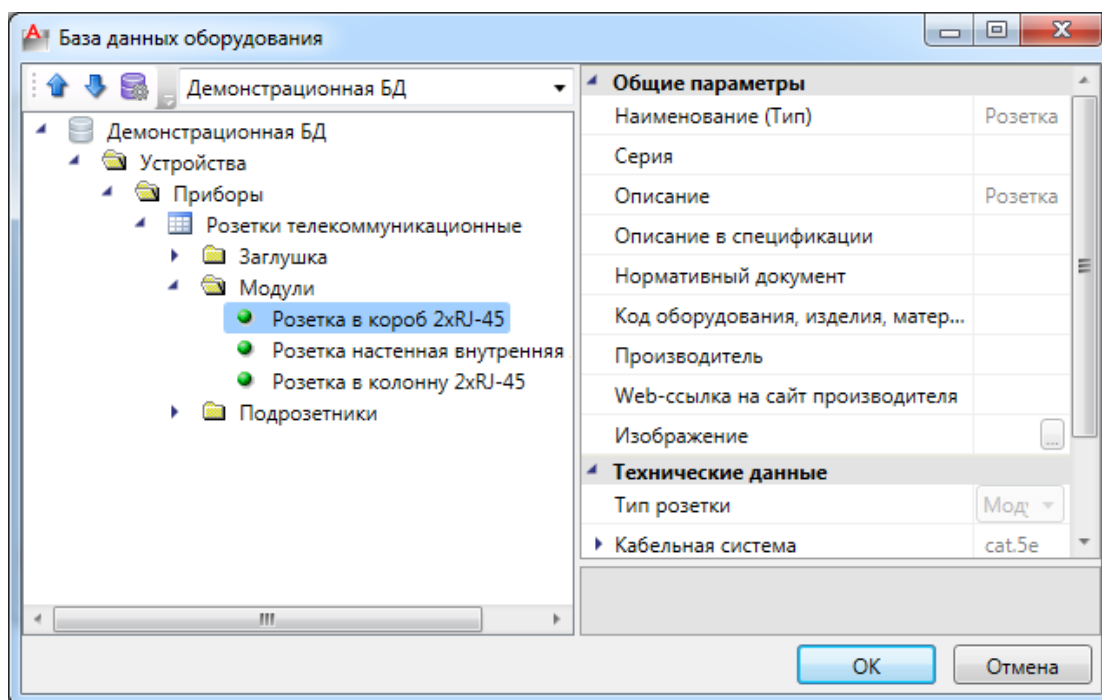 База данных оборудования
Демонстрационная БД
Демонстрационная БД
Устройства
Приборы
Розетки телекоммуникационные
Заглушка
Модули
Розетка в короб 2xRJ-45
Розетка настенная внутренняя
Розетка в колонну 2xRJ-45
Подрозетники
Общие параметры
Наименование (Тип) Розетка
Серия
Описание Розетка
Описание в спецификации
Нормативный документ
Код оборудования, изделия, матер...
Производитель
Web-ссылка на сайт производителя
Изображение ...
Технические данные
Тип розетки Мод
Кабельная система cat.5e
OK Отмена